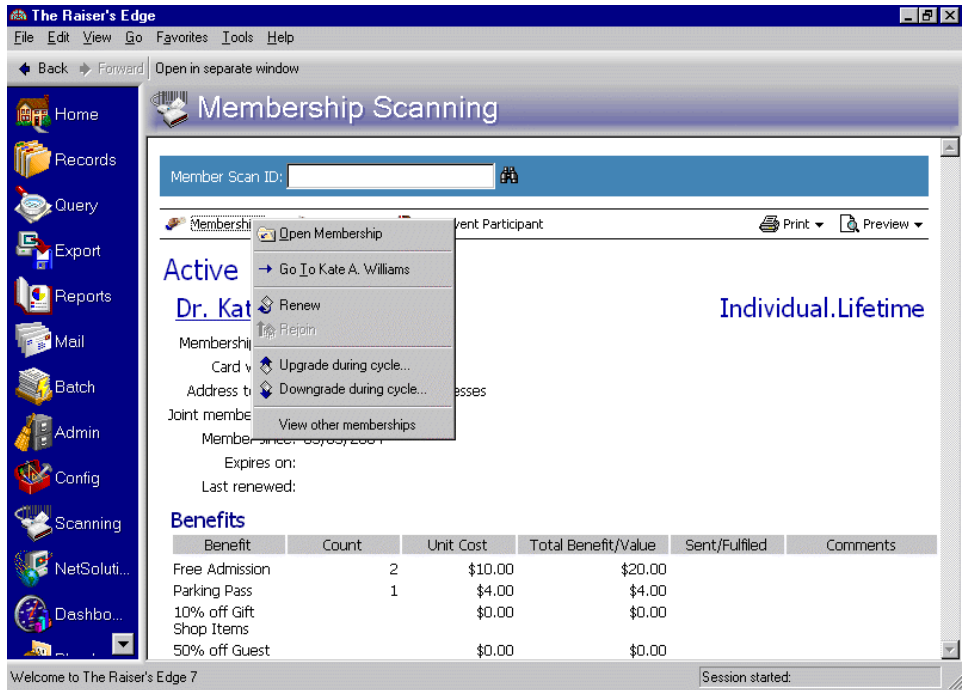 The Raiser's Edge
File Edit View Go Favorites Tools Help
Back Forward Open in separate window
Membership Scanning
Home
Records
Query
Export
Reports
Mail
Batch
Admin
Config
Scanning
NetSoluti...
Dashbo...
Member Scan ID:
Membershi vent Participant Print Preview
Open Membership
Go To Kate A. Williams
Renew
Rejoin
Upgrade during cycle...
Downgrade during cycle...
View other memberships
Active
Dr. Kat Individual.Lifetime
Membership
Card v
Address to esses
Joint membe
Member since:
Expires on:
Last renewed:
Benefits
Benefit Count Unit Cost Total Benefit/Value Sent/Fulfilled Comments
Free Admission 2 $10.00 $20.00
Parking Pass 1 $4.00 $4.00
10% off Gift $0.00 $0.00
Shop Items
50% off Guest $0.00 $0.00
Welcome to The Raiser's Edge 7 Session started: